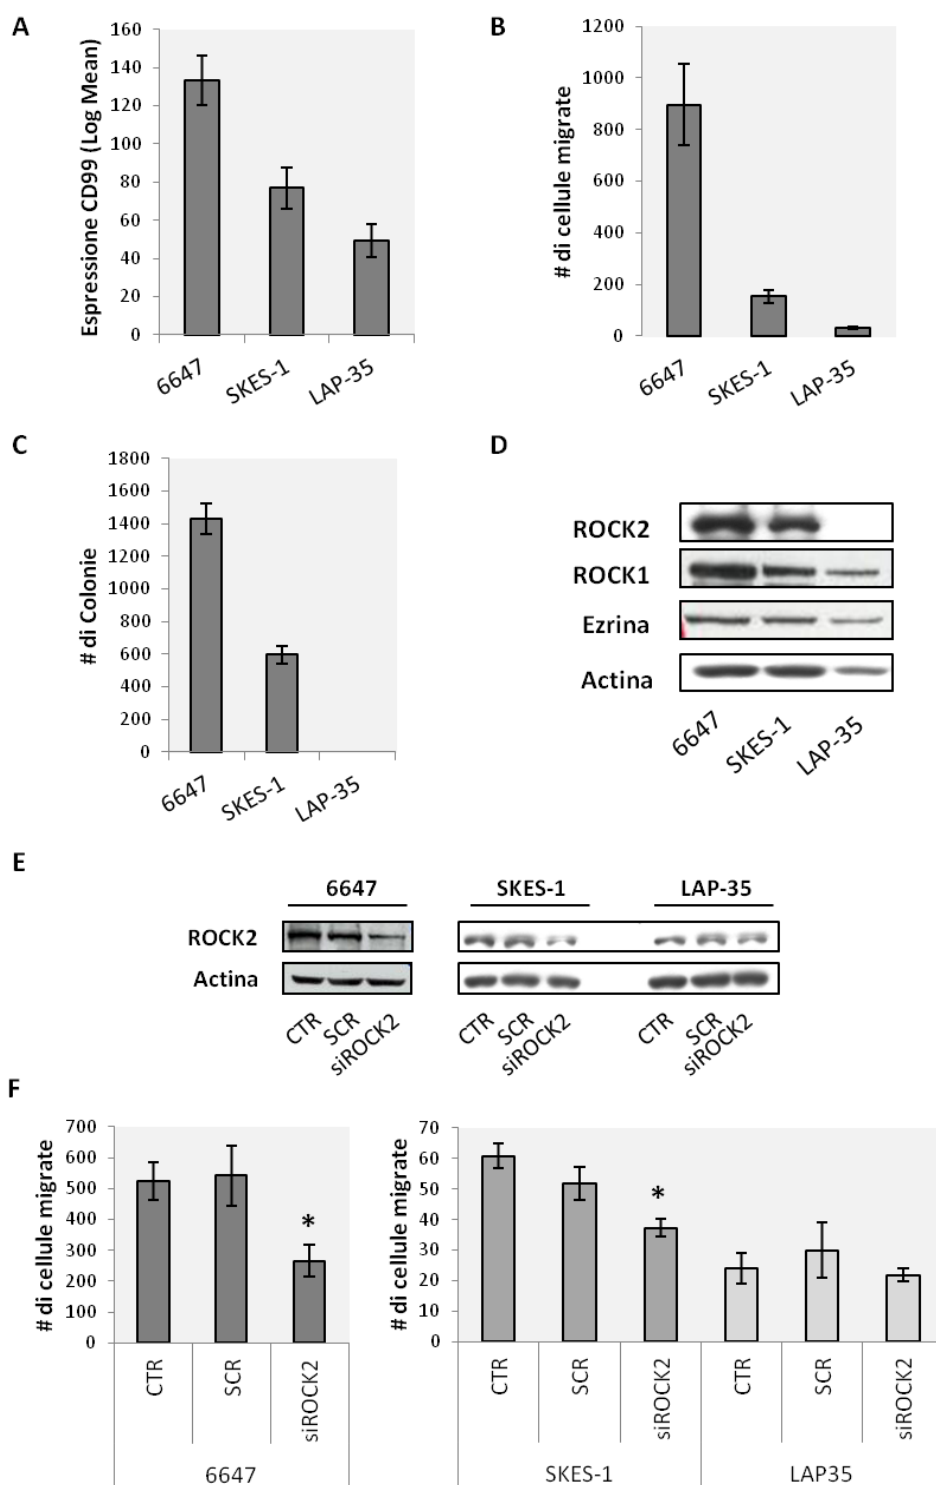 A
Espressione CD99 (Log Mean)
160
140
120
100
80
60
40
20
0
6647
SKES-1
LAP-35
B
# di cellule migrate
1200
1000
800
600
400
200
0
6647
SKES-1
LAP-35
C
# di Colonie
1800
1600
1400
1200
1000
800
600
400
200
0
6647
SKES-1
LAP-35
D
ROCK2
ROCK1
Ezrina
Actina
6647
SKES-1
LAP-35
E
6647
SKES-1
LAP-35
ROCK2
Actina
CTR
SCR
siROCK2
CTR
SCR
siROCK2
CTR
SCR
siROCK2
F
# di cellule migrate
700
600
500
400
300
200
100
0
*
CTR
SCR
siROCK2
6647
# di cellule migrate
70
60
50
40
30
20
10
0
*
CTR
SCR
siROCK2
CTR
SCR
siROCK2
SKES-1
LAP35